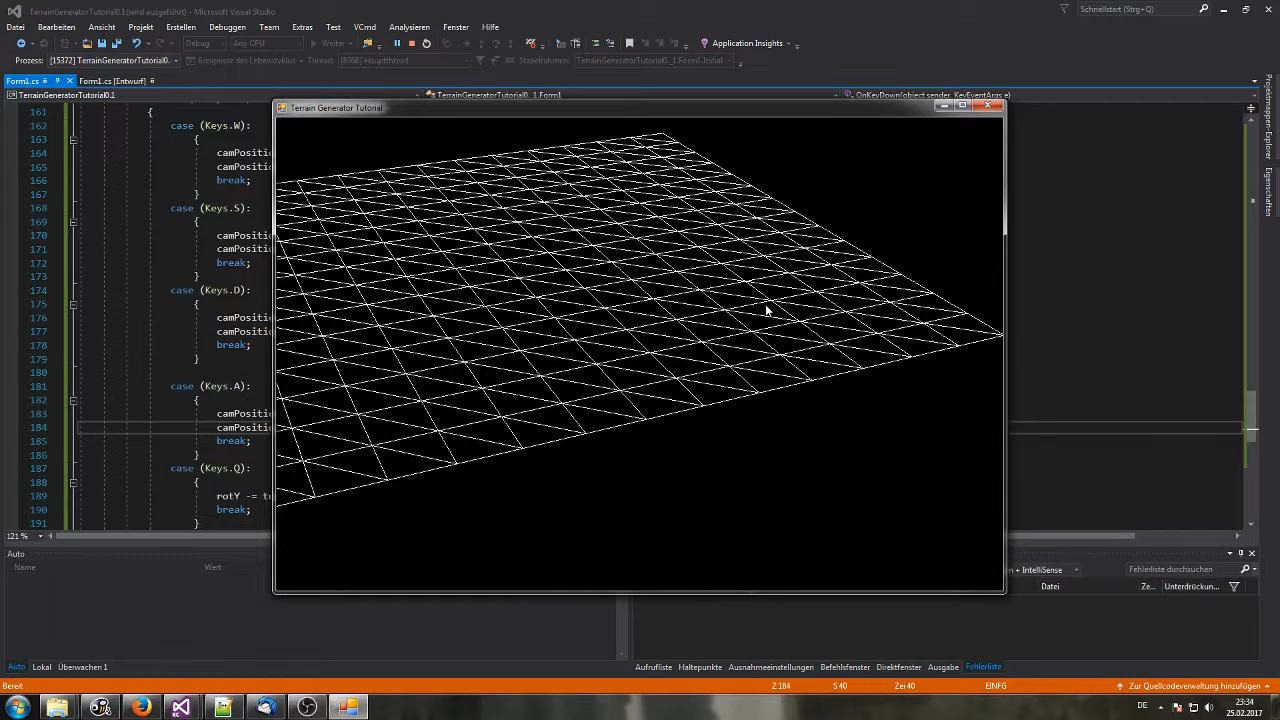 TerrainGeneratorTutorial0.1 (wird ausgeführt) - Microsoft Visual Studio
Schnellstart (Strg+Q)
Datei Bearbeiten Ansicht Projekt Erstellen Debuggen Team Extras Test VCmd Analysieren Fenster Hilfe
Debug Any CPU Weiter Application Insights
Prozess: [15372] TerrainGeneratorTutorial0. Ereignisse des Lebenszyklus Thread: [8768] Hauptthread Stapelrahmen: TerrainGeneratorTutorial0._1.Form1.Initial
Form1.cs Form1.cs [Entwurf]
TerrainGeneratorTutorial0.1 TerrainGeneratorTutorial0._1.Form1 OnKeyDown(object sender, KeyEventArgs e)
Terrain Generator Tutorial
161 {
162 case (Keys.W):
163 {
164 camPositio
165 camPositio
166 break;
167 }
168 case (Keys.S):
169 {
170 camPositio
171 camPositio
172 break;
173 }
174 case (Keys.D):
175 {
176 camPositio
177 camPositio
178 break;
179 }
180
181 case (Keys.A):
182 {
183 camPositio
184 camPositio
185 break;
186 }
187 case (Keys.Q):
188 {
189 rotY -= tu
190 break;
191 }
121 %
Auto
Name Wert
n + IntelliSense Fehlerliste durchsuchen
Datei Ze... Unterdrückun...
Auto Lokal Überwachen 1
Aufrufliste Haltepunkte Ausnahmeeinstellungen Befehlsfenster Direktfenster Ausgabe Fehlerliste
Bereit Z 184 S 40 Zei 40 EINFG Zur Quellcodeverwaltung hinzufügen
Projektmappen-Explorer
Eigenschaften
DE 23:34
25.02.2017